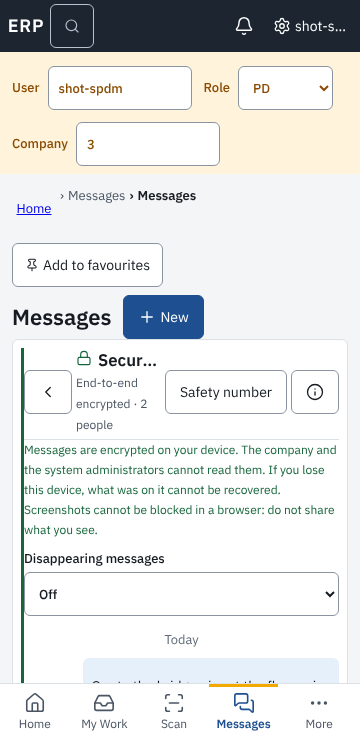 ERP
shot-s...
User
shot-spdm
Role
PD
Company
3
Home
› Messages › Messages
Add to favourites
Messages
New
Secur...
End-to-end
encrypted · 2
people
Safety number
Messages are encrypted on your device. The company and
the system administrators cannot read them. If you lose
this device, what was on it cannot be recovered.
Screenshots cannot be blocked in a browser: do not share
what you see.
Disappearing messages
Off
Today
Home
My Work
Scan
Messages
More